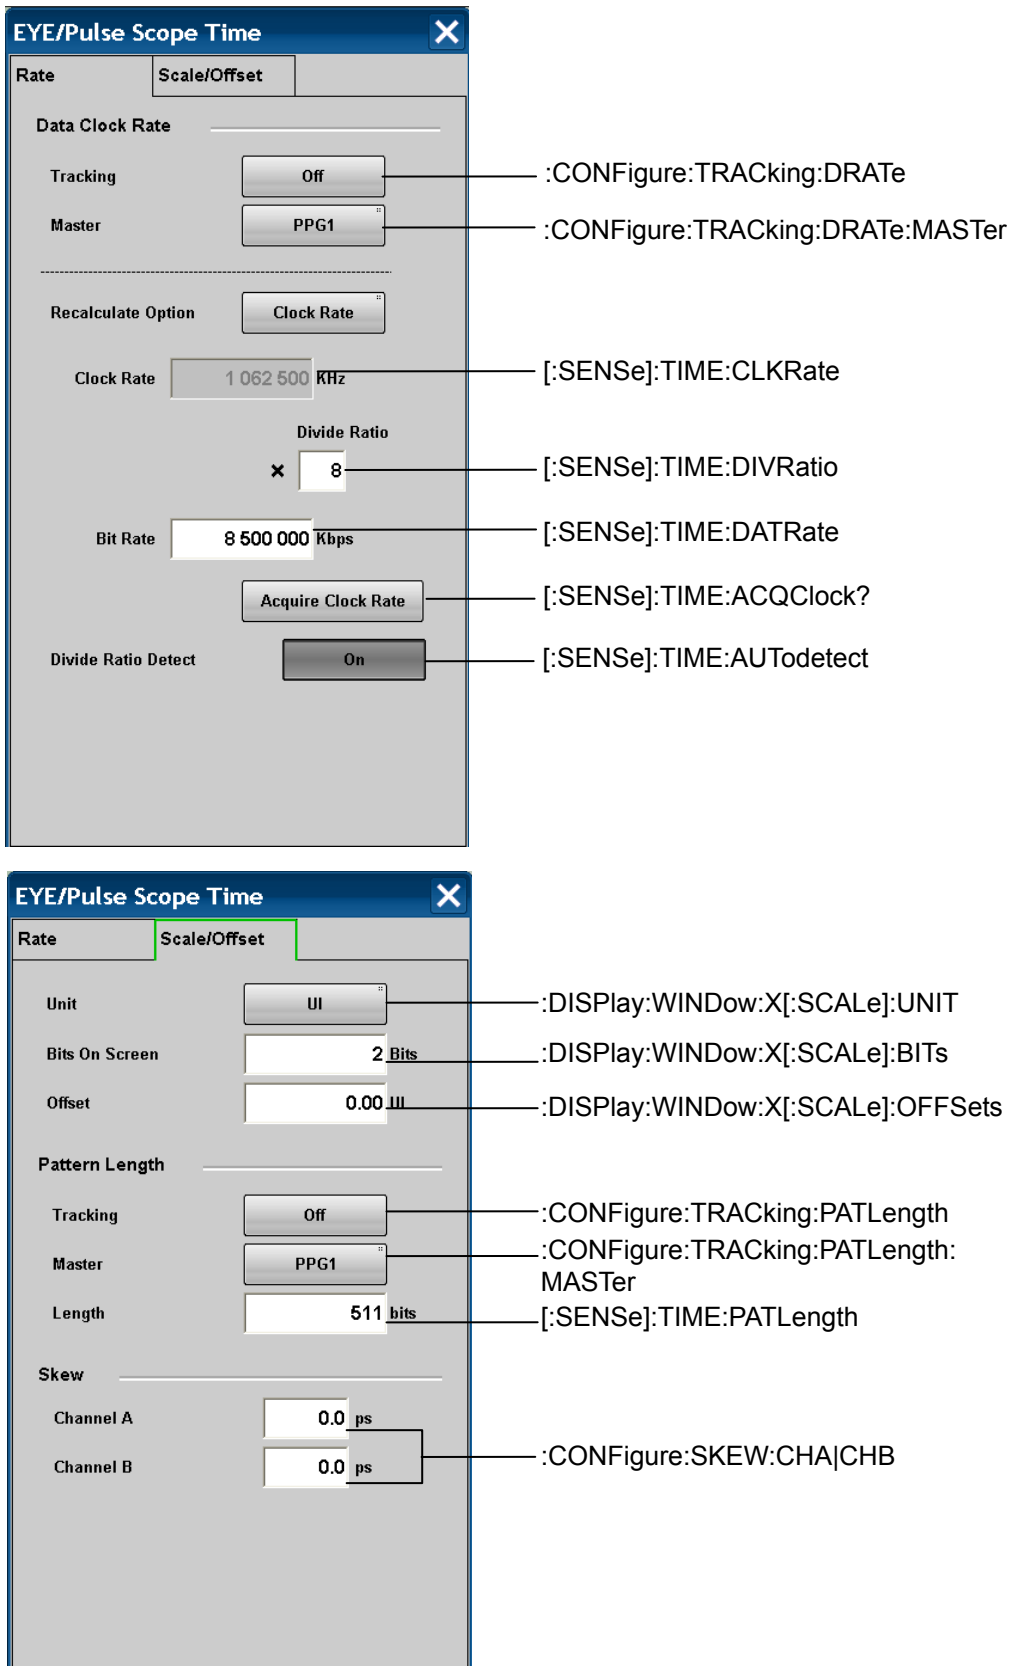 EYE/Pulse Scope Time
Rate Scale/Offset
Data Clock Rate
Tracking Off :CONFigure:TRACking:DRATe
Master PPG1 :CONFigure:TRACking:DRATe:MASTer
Recalculate Option Clock Rate
Clock Rate 1 062 500 KHz [:SENSe]:TIME:CLKRate
Divide Ratio
× 8 [:SENSe]:TIME:DIVRatio
Bit Rate 8 500 000 Kbps [:SENSe]:TIME:DATRate
Acquire Clock Rate [:SENSe]:TIME:ACQClock?
Divide Ratio Detect On [:SENSe]:TIME:AUTodetect
EYE/Pulse Scope Time
Rate Scale/Offset
Unit UI :DISPlay:WINDow:X[:SCALe]:UNIT
Bits On Screen 2 Bits :DISPlay:WINDow:X[:SCALe]:BITs
Offset 0.00 UI :DISPlay:WINDow:X[:SCALe]:OFFSets
Pattern Length
Tracking Off :CONFigure:TRACking:PATLength
Master PPG1 :CONFigure:TRACking:PATLength:
MASTer
Length 511 bits [:SENSe]:TIME:PATLength
Skew
Channel A 0.0 ps
:CONFigure:SKEW:CHA|CHB
Channel B 0.0 ps